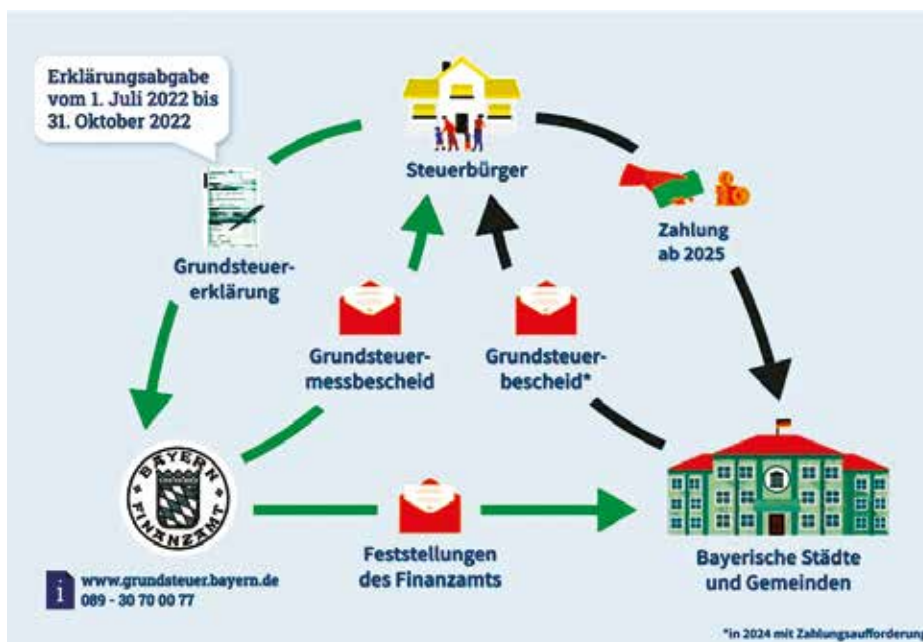 Erklärungsabgabe
vom 1. Juli 2022 bis
31. Oktober 2022
Steuerbürger
Grundsteuer-
erklärung
Zahlung
ab 2025
Grundsteuer-
messbescheid
Grundsteuer-
bescheid*
BAYERN
FINANZAMT
Feststellungen
des Finanzamts
Bayerische Städte
und Gemeinden
i www.grundsteuer.bayern.de
089 - 30 70 00 77
*in 2024 mit Zahlungsaufforderung